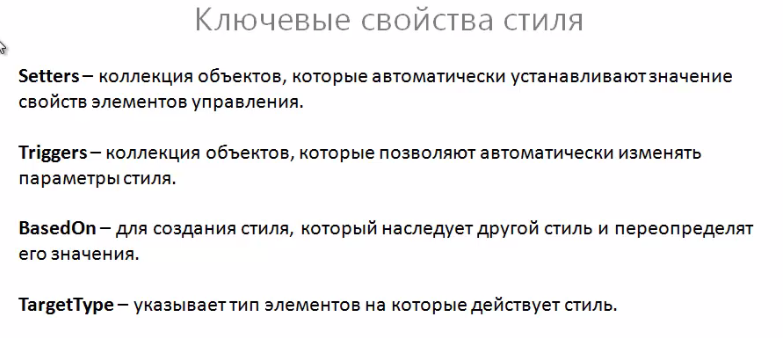 Ключевые свойства стиля
Setters – коллекция объектов, которые автоматически устанавливают значение
свойств элементов управления.
Triggers – коллекция объектов, которые позволяют автоматически изменять
параметры стиля.
BasedOn – для создания стиля, который наследует другой стиль и переопределят
его значения.
TargetType – указывает тип элементов на которые действует стиль.